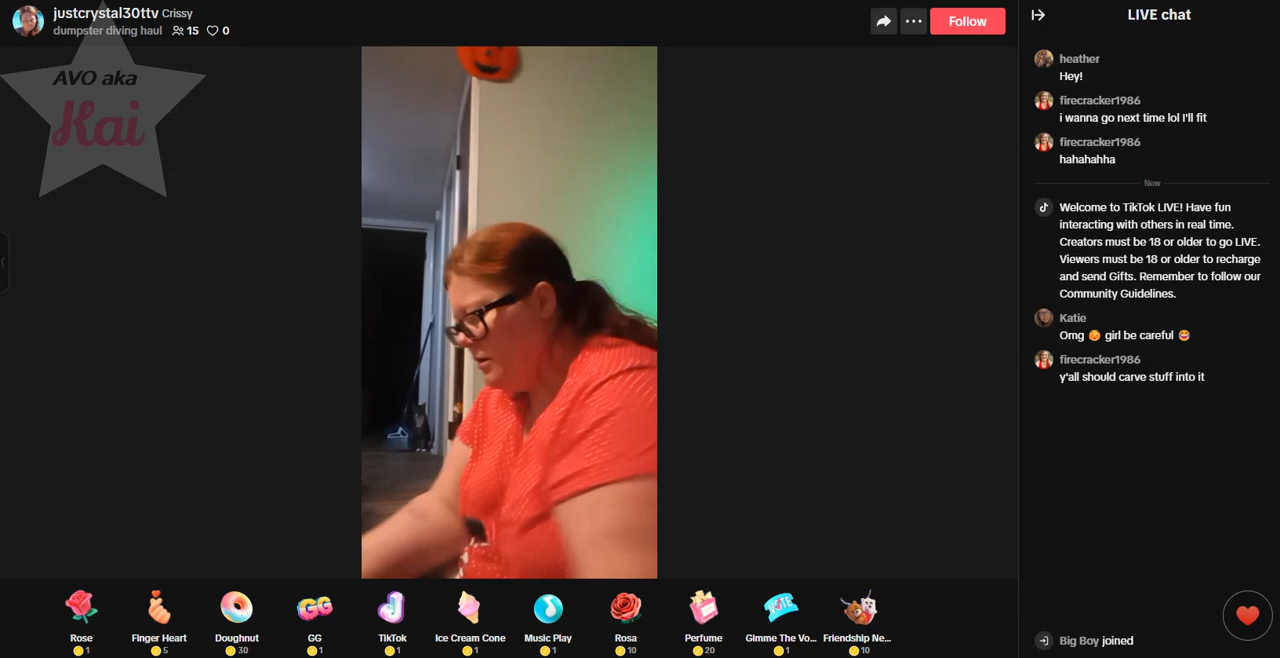 justcrystal30ttv Crissy
dumpster diving haul 15 0
Follow
AVO aka
Kai
LIVE chat
heather
Hey!
firecracker1986
i wanna go next time lol I'll fit
firecracker1986
hahahahha
New
Welcome to TikTok LIVE! Have fun
interacting with others in real time.
Creators must be 18 or older to go LIVE.
Viewers must be 18 or older to recharge
and send Gifts. Remember to follow our
Community Guidelines.
Katie
Omg 😡 girl be careful 😂
firecracker1986
y'all should carve stuff into it
GG
VOTE
Rose Finger Heart Doughnut GG TikTok Ice Cream Cone Music Play Rosa Perfume GImme The Vo... Friendship Ne...
1 5 30 1 1 1 1 10 20 1 10
Big Boy joined